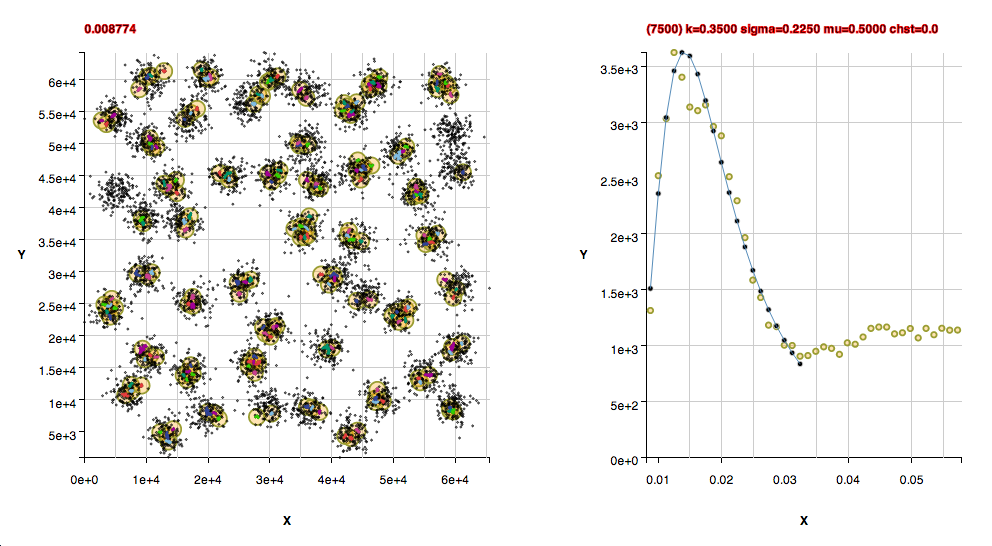 0.008774
(7500) k=0.3500 sigma=0.2250 mu=0.5000 chst=0.0
6e+4
5.5e+4
5e+4
4.5e+4
4e+4
3.5e+4
3e+4
2.5e+4
2e+4
1.5e+4
1e+4
5e+3
Y
0e+0 1e+4 2e+4 3e+4 4e+4 5e+4 6e+4
X
3.5e+3
3e+3
2.5e+3
2e+3
1.5e+3
1e+3
5e+2
0e+0
Y
0.01 0.02 0.03 0.04 0.05
X